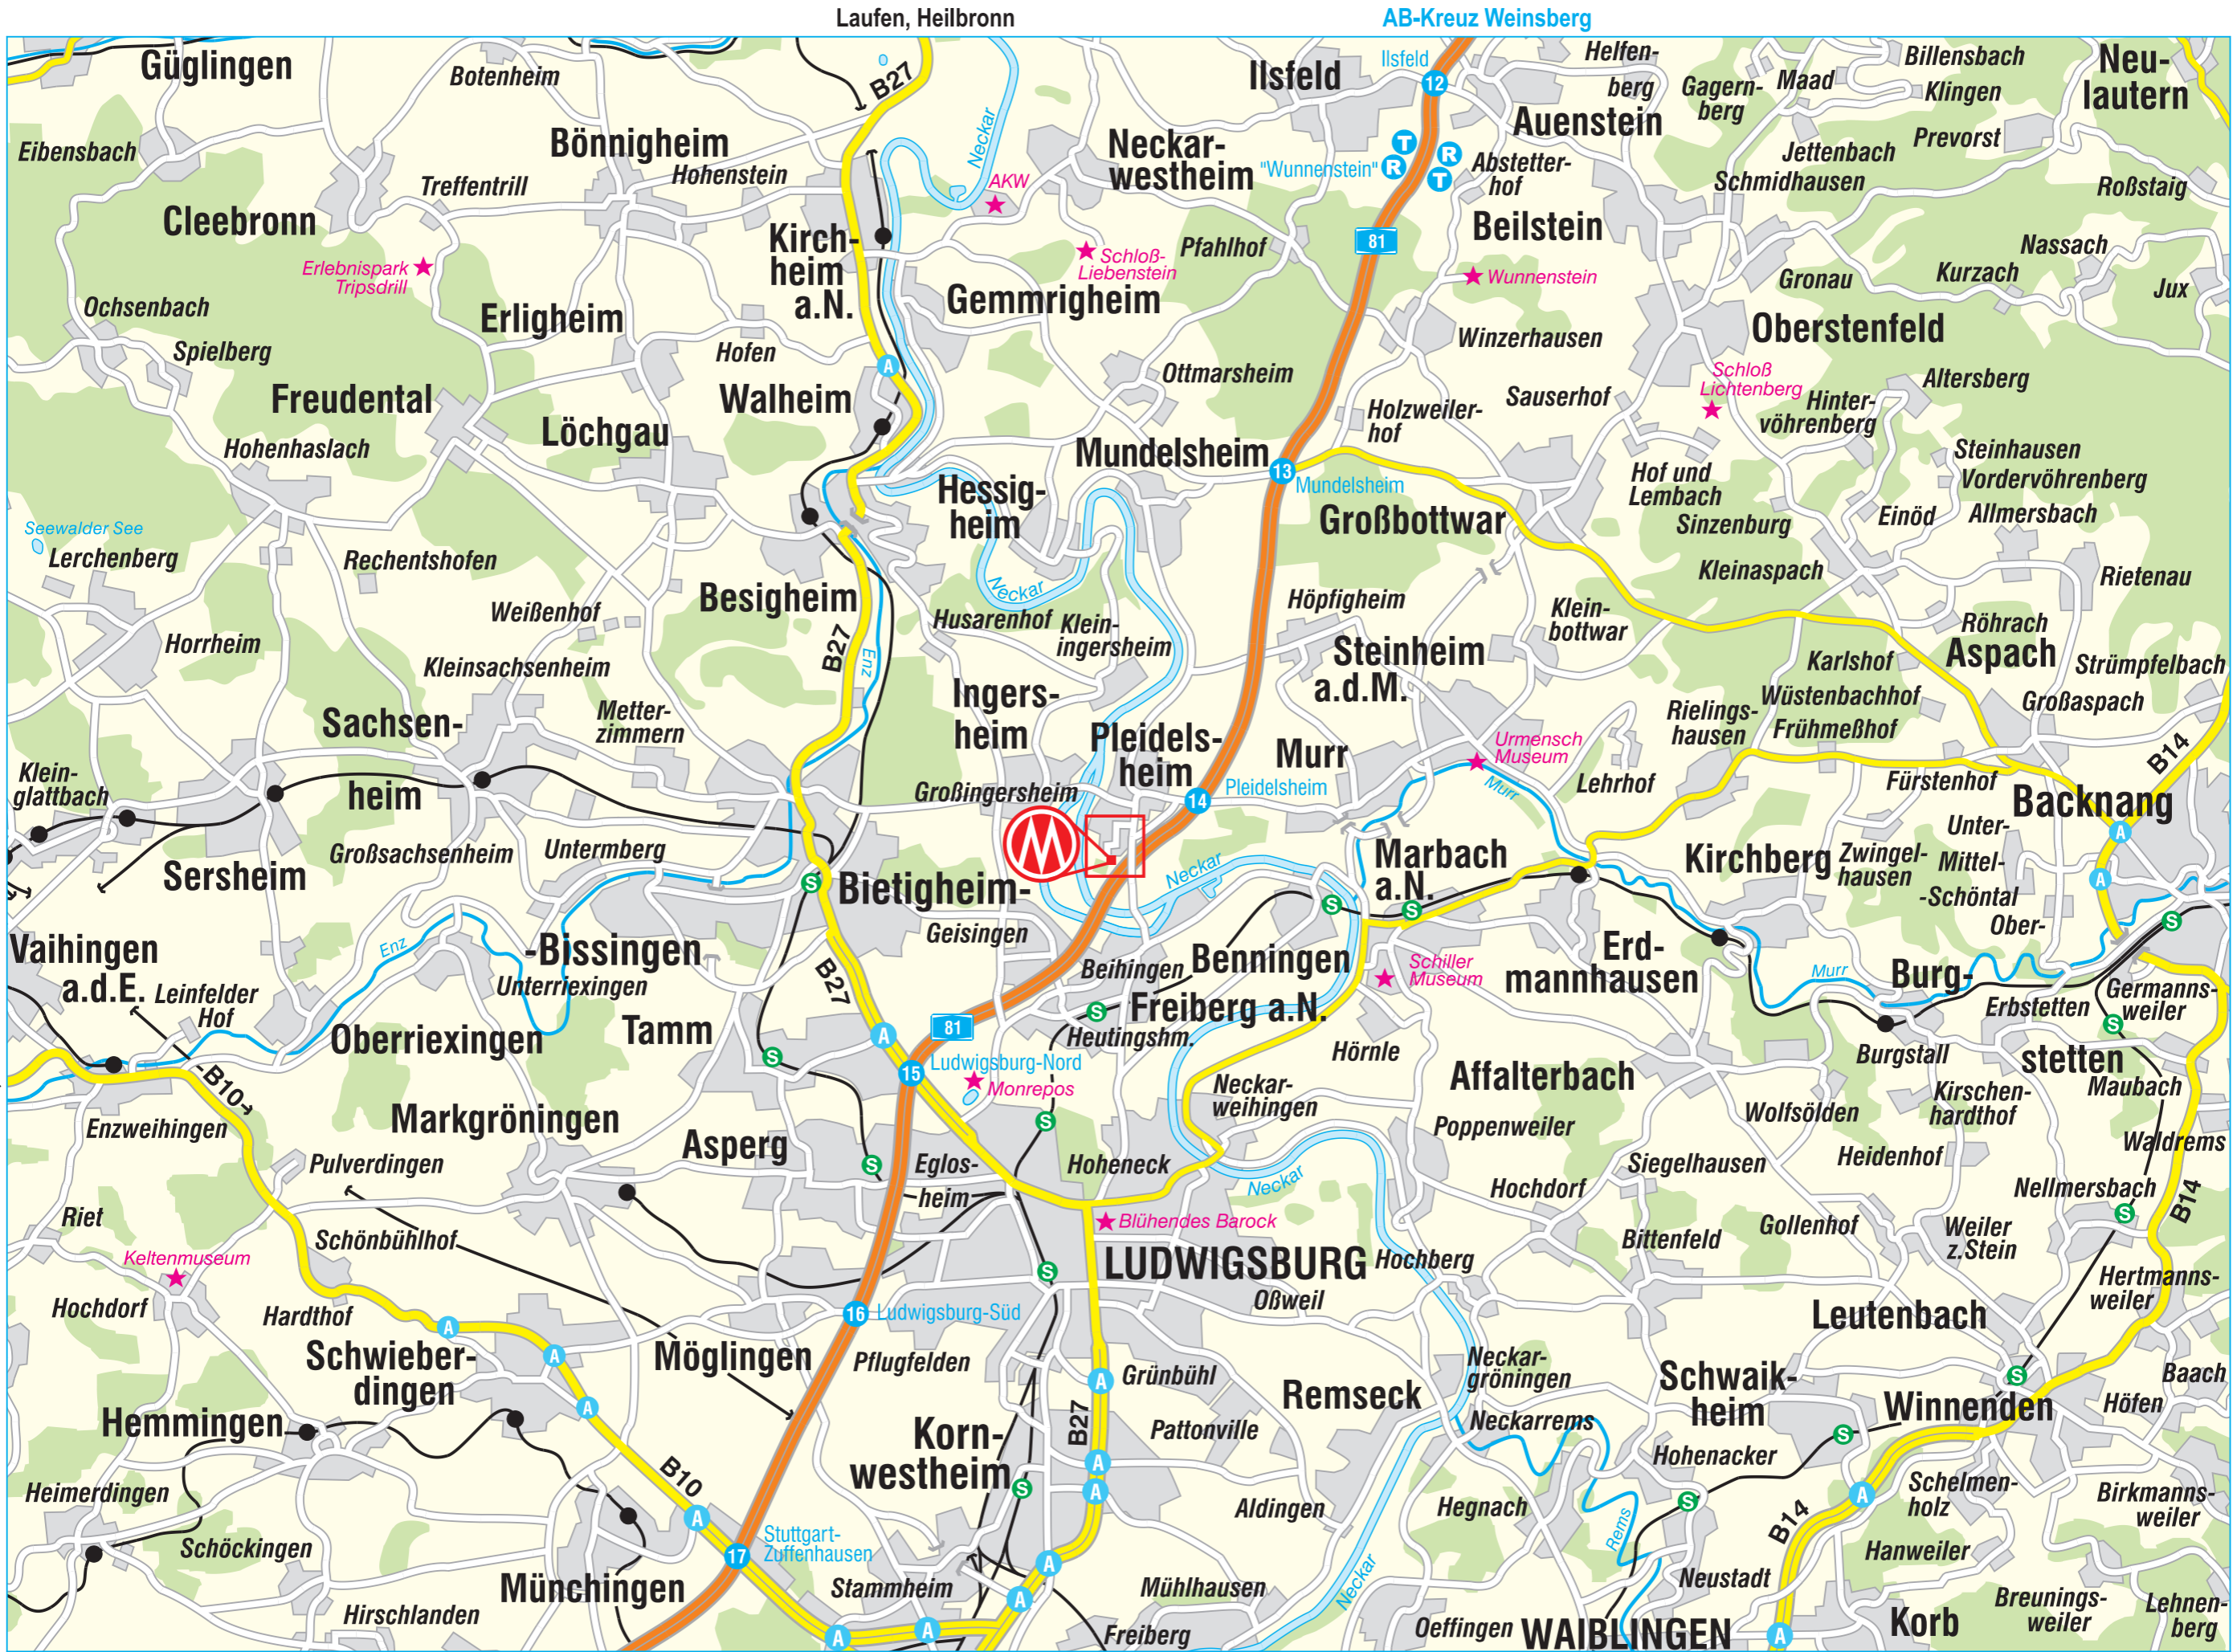 Laufen, Heilbronn
AB-Kreuz Weinsberg
Güglingen
Botenheim
B27
Neckar
Ilsfeld
Ilsfeld
12
Helfen-
berg
Gagern-
berg
Maad
Billensbach
Klingen
Neu-
lautern
Eibensbach
Bönnigheim
Hohenstein
Treffentrill
Neckar-
westheim
"Wunnenstein"
T
R
R
T
Auenstein
Abstetter-
hof
Prevorst
Jettenbach
Schmidhausen
Roßstaig
Cleebronn
AKW
Erlebnispark
Tripsdrill
Kirch-
heim
a.N.
Schloß-
Liebenstein
Pfahlhof
81
Beilstein
Wunnenstein
Nassach
Gronau
Kurzach
Jux
Ochsenbach
Erligheim
Gemmrigheim
Spielberg
Hofen
Winzerhausen
Oberstenfeld
A
Freudental
Walheim
Ottmarsheim
Sauserhof
Schloß
Lichtenberg
Altersberg
Hinter-
vöhrenberg
Löchgau
Holzweiler-
hof
Hohenhaslach
Mundelsheim
13
Mundelsheim
Steinhausen
Vordervöhrenberg
Hof und
Lembach
Hessig-
heim
Großbottwar
Sinzenburg
Einöd
Allmersbach
Seewalder See
Lerchenberg
Rechentshofen
Kleinaspach
Rietenau
Besigheim
Neckar
Weißenhof
Husarenhof
Klein-
ingersheim
Höpfigheim
Klein-
bottwar
Röhrach
Aspach
Horrheim
B27
Enz
Steinheim
a.d.M.
Karlshof
Strümpfelbach
Kleinsachsenheim
Ingers-
heim
Wüstenbachhof
Großaspach
Sachsen-
heim
Metter-
zimmern
Pleidels-
heim
Murr
Rielings-
hausen
Frühmeßhof
Urmensch
Museum
B14
Klein-
glattbach
Großingersheim
14
Pleidelsheim
Murr
Lehrhof
Fürstenhof
Backnang
A
Großsachsenheim
Untermberg
M
Sersheim
S
Bietigheim-
-Bissingen
Neckar
Marbach
a.N.
Kirchberg
Zwingel-
hausen
Unter-
Mittel-
-Schöntal
Ober-
A
S
S
S
Vaihingen
a.d.E.
Enz
Geisingen
Benningen
Schiller
Museum
Erd-
mannhausen
Murr
Burg-
stetten
Erbstetten
Germanns-
weiler
Leinfelder
Hof
Unterriexingen
B27
Beihingen
Freiberg a.N.
S
S
Oberriexingen
Tamm
81
A
Heutingshm.
Hörnle
Burgstall
S
15
Ludwigsburg-Nord
Monrepos
Affalterbach
Maubach
B10
Neckar-
weihingen
Kirschen-
hardthof
Wolfsölden
Enzweihingen
Markgröningen
Asperg
S
S
Poppenweiler
Waldrems
Pulverdingen
Eglos-
heim
Hoheneck
Siegelhausen
Heidenhof
Neckar
Hochdorf
Nellmersbach
Riet
Blühendes Barock
S
B14
Schönbühlhof
LUDWIGSBURG
Bittenfeld
Gollenhof
Weiler
z.Stein
Keltenmuseum
S
Hochberg
Hochdorf
Hardthof
Oßweil
Hertmanns-
weiler
16
Ludwigsburg-Süd
A
Leutenbach
Schwieber-
dingen
A
Möglingen
Pflugfelden
A
Grünbühl
Neckar-
gröningen
Schwaik-
heim
S
Baach
Hemmingen
A
Remseck
Winnenden
Höfen
Korn-
westheim
B27
Pattonville
Neckarrems
S
Hohenacker
B10
A
Heimerdingen
S
A
Aldingen
Hegnach
S
A
Schelmen-
holz
Birkmanns-
weiler
A
Schöckingen
17
Stuttgart-
Zuffenhausen
Rems
B14
Hanweiler
A
Münchingen
Stammheim
A
Mühlhausen
Neckar
Neustadt
Breunings-
weiler
Lehnen-
berg
Hirschlanden
A
A
Freiberg
Oeffingen
WAIBLINGEN
A
Korb